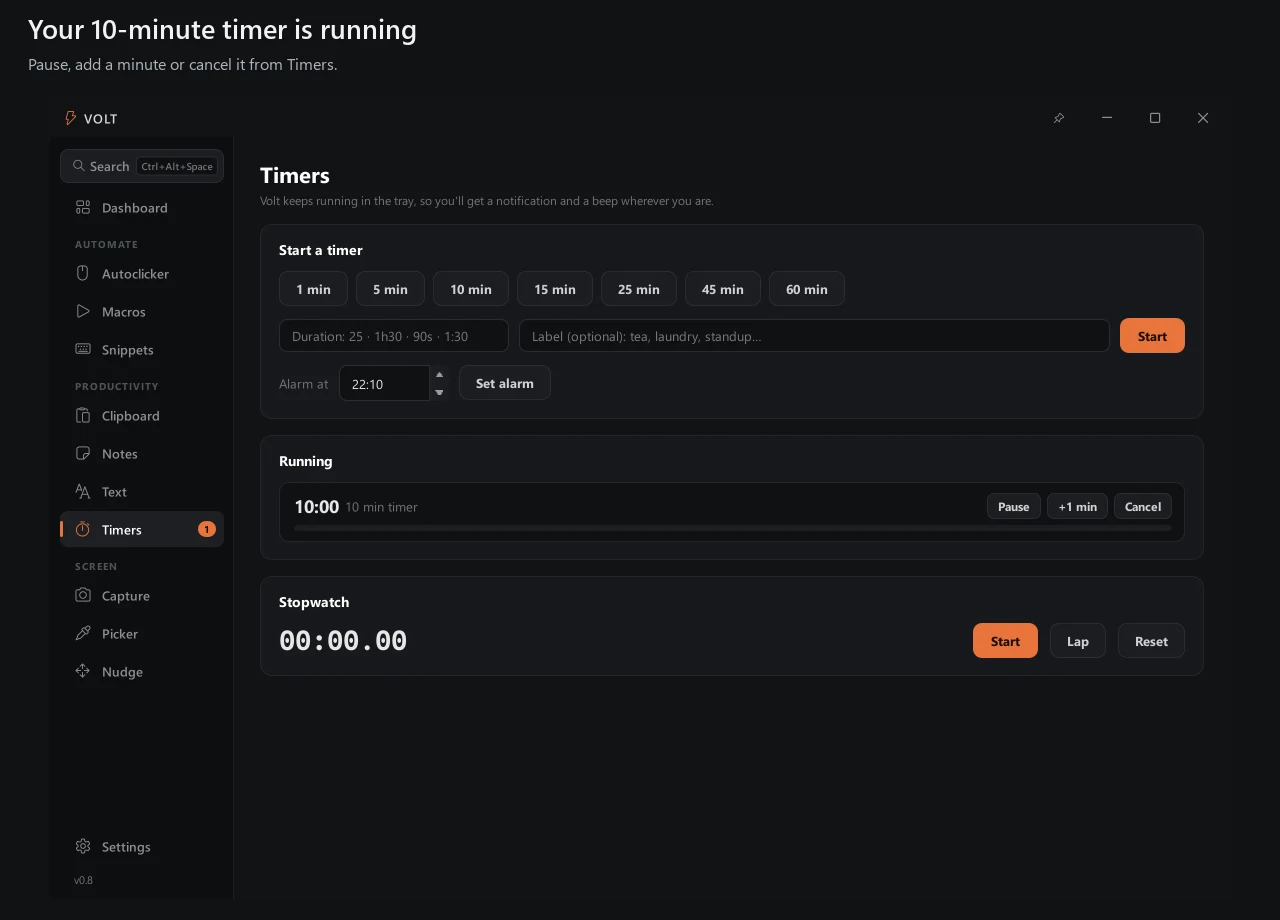 Your 10-minute timer is running
Pause, add a minute or cancel it from Timers.
VOLT
Search Ctrl+Alt+Space
Dashboard
AUTOMATE
Autoclicker
Macros
Snippets
PRODUCTIVITY
Clipboard
Notes
Text
Timers 1
SCREEN
Capture
Picker
Nudge
Settings
v0.8
Timers
Volt keeps running in the tray, so you'll get a notification and a beep wherever you are.
Start a timer
1 min 5 min 10 min 15 min 25 min 45 min 60 min
Duration: 25 · 1h30 · 90s · 1:30 Label (optional): tea, laundry, standup... Start
Alarm at 22:10 Set alarm
Running
10:00 10 min timer Pause +1 min Cancel
Stopwatch
00:00.00 Start Lap Reset